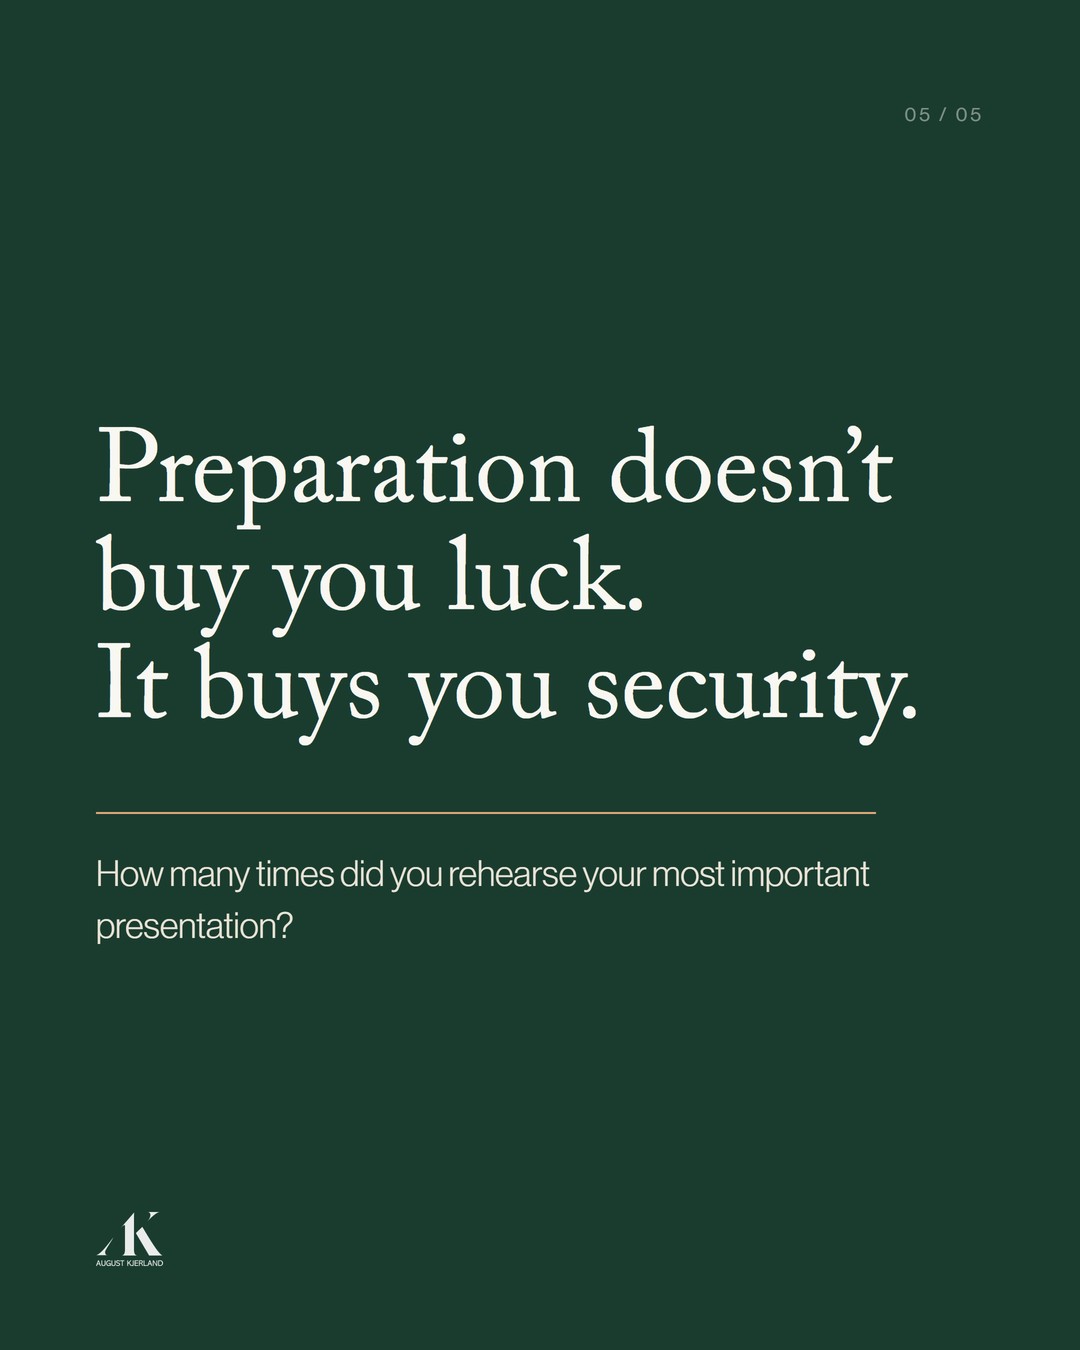 05 / 05
Preparation doesn’t
buy you luck.
It buys you security.
How many times did you rehearse your most important
presentation?
AK
AUGUST KJERLAND